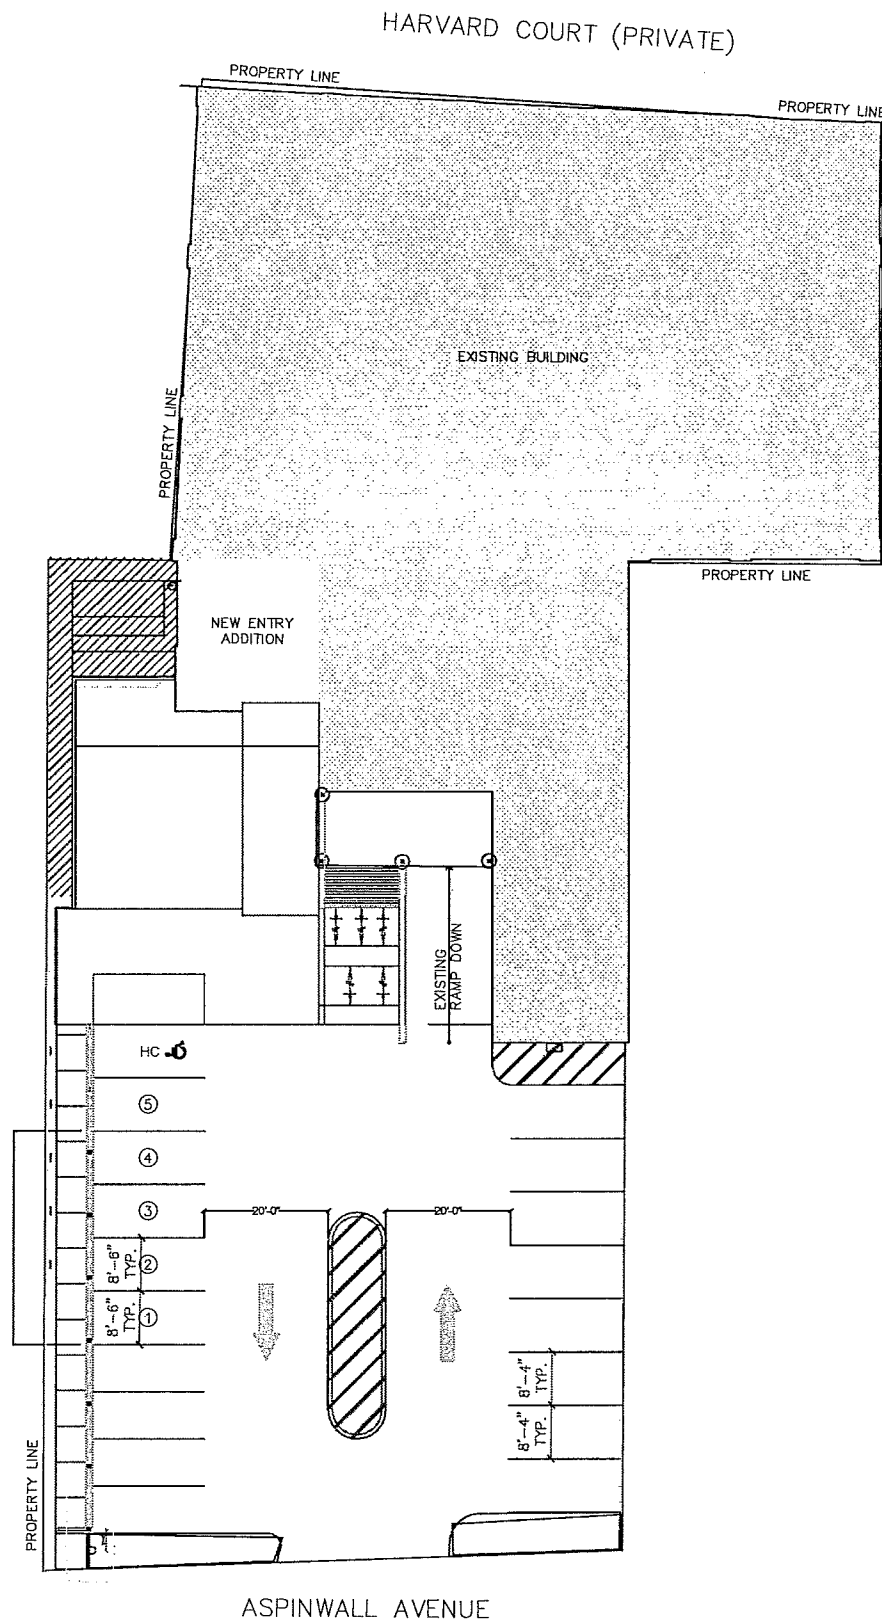 HARVARD COURT (PRIVATE)
PROPERTY LINE
PROPERTY LINE
EXISTING BUILDING
PROPERTY LINE
PROPERTY LINE
NEW ENTRY
ADDITION
EXISTING
RAMP DOWN
HC
5
4
3
20'-0"
20'-0"
8'-6"
TYP.
2
8'-6"
TYP.
1
8'-4"
TYP.
8'-4"
TYP.
PROPERTY LINE
ASPINWALL AVENUE